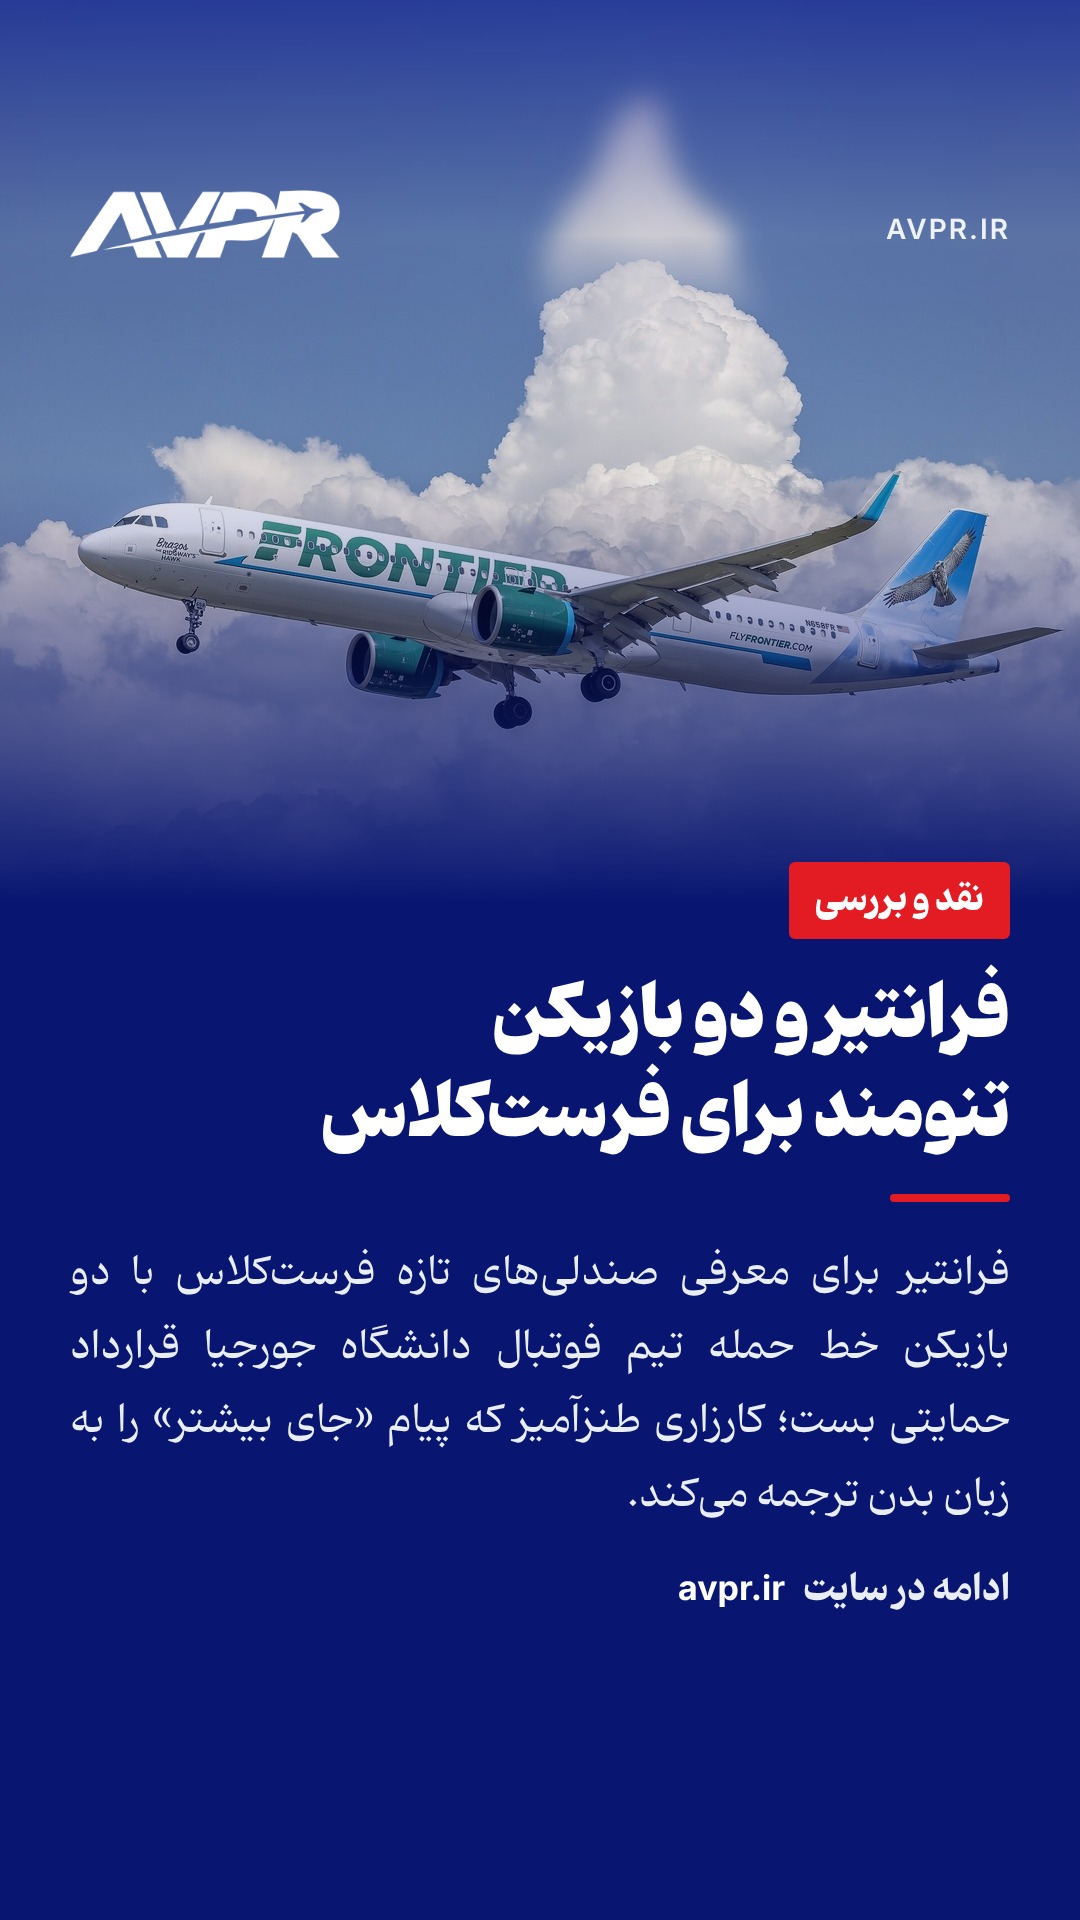 AVPR
AVPR.IR
FRONTIER
Brazos
THE RIDGWAY'S
HAWK
N658FR
FLYFRONTIER.COM
نقد و بررسی
فرانتیر و دو بازیکن
تنومند برای فرست‌کلاس
فرانتیر برای معرفی صندلی‌های تازه فرست‌کلاس با دو
بازیکن خط حمله تیم فوتبال دانشگاه جورجیا قرارداد
حمایتی بست؛ کارزاری طنزآمیز که پیام «جای بیشتر» را به
زبان بدن ترجمه می‌کند.
ادامه در سایت avpr.ir